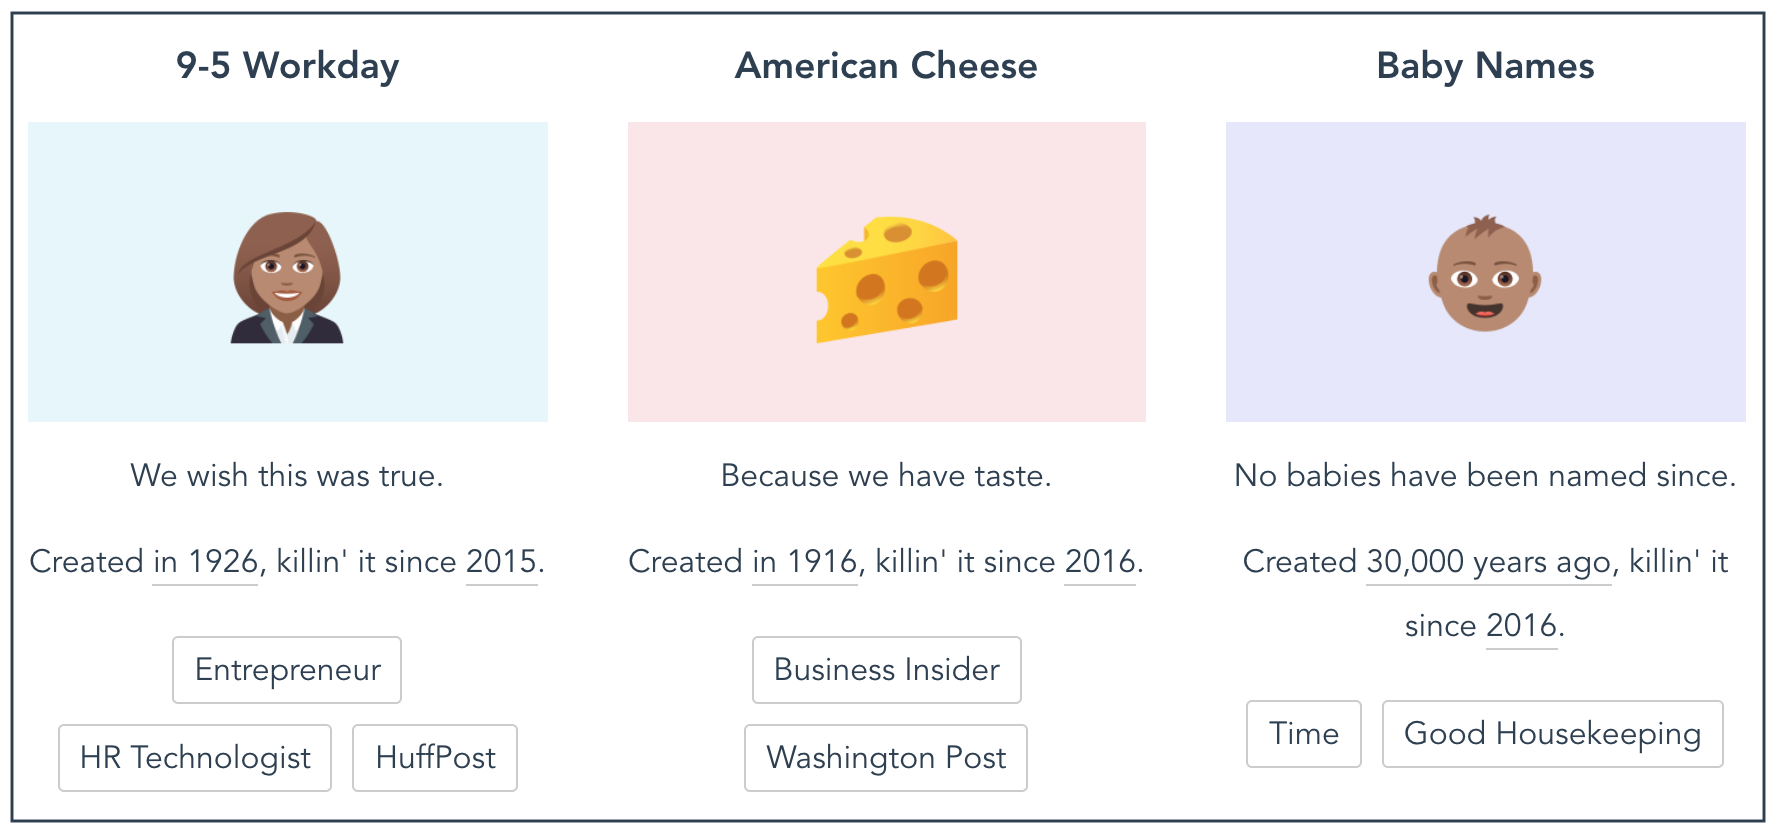 9-5 Workday
We wish this was true.
Created in 1926, killin' it since 2015.
Entrepreneur
HR Technologist
HuffPost
American Cheese
Because we have taste.
Created in 1916, killin' it since 2016.
Business Insider
Washington Post
Baby Names
No babies have been named since.
Created 30,000 years ago, killin' it
since 2016.
Time
Good Housekeeping